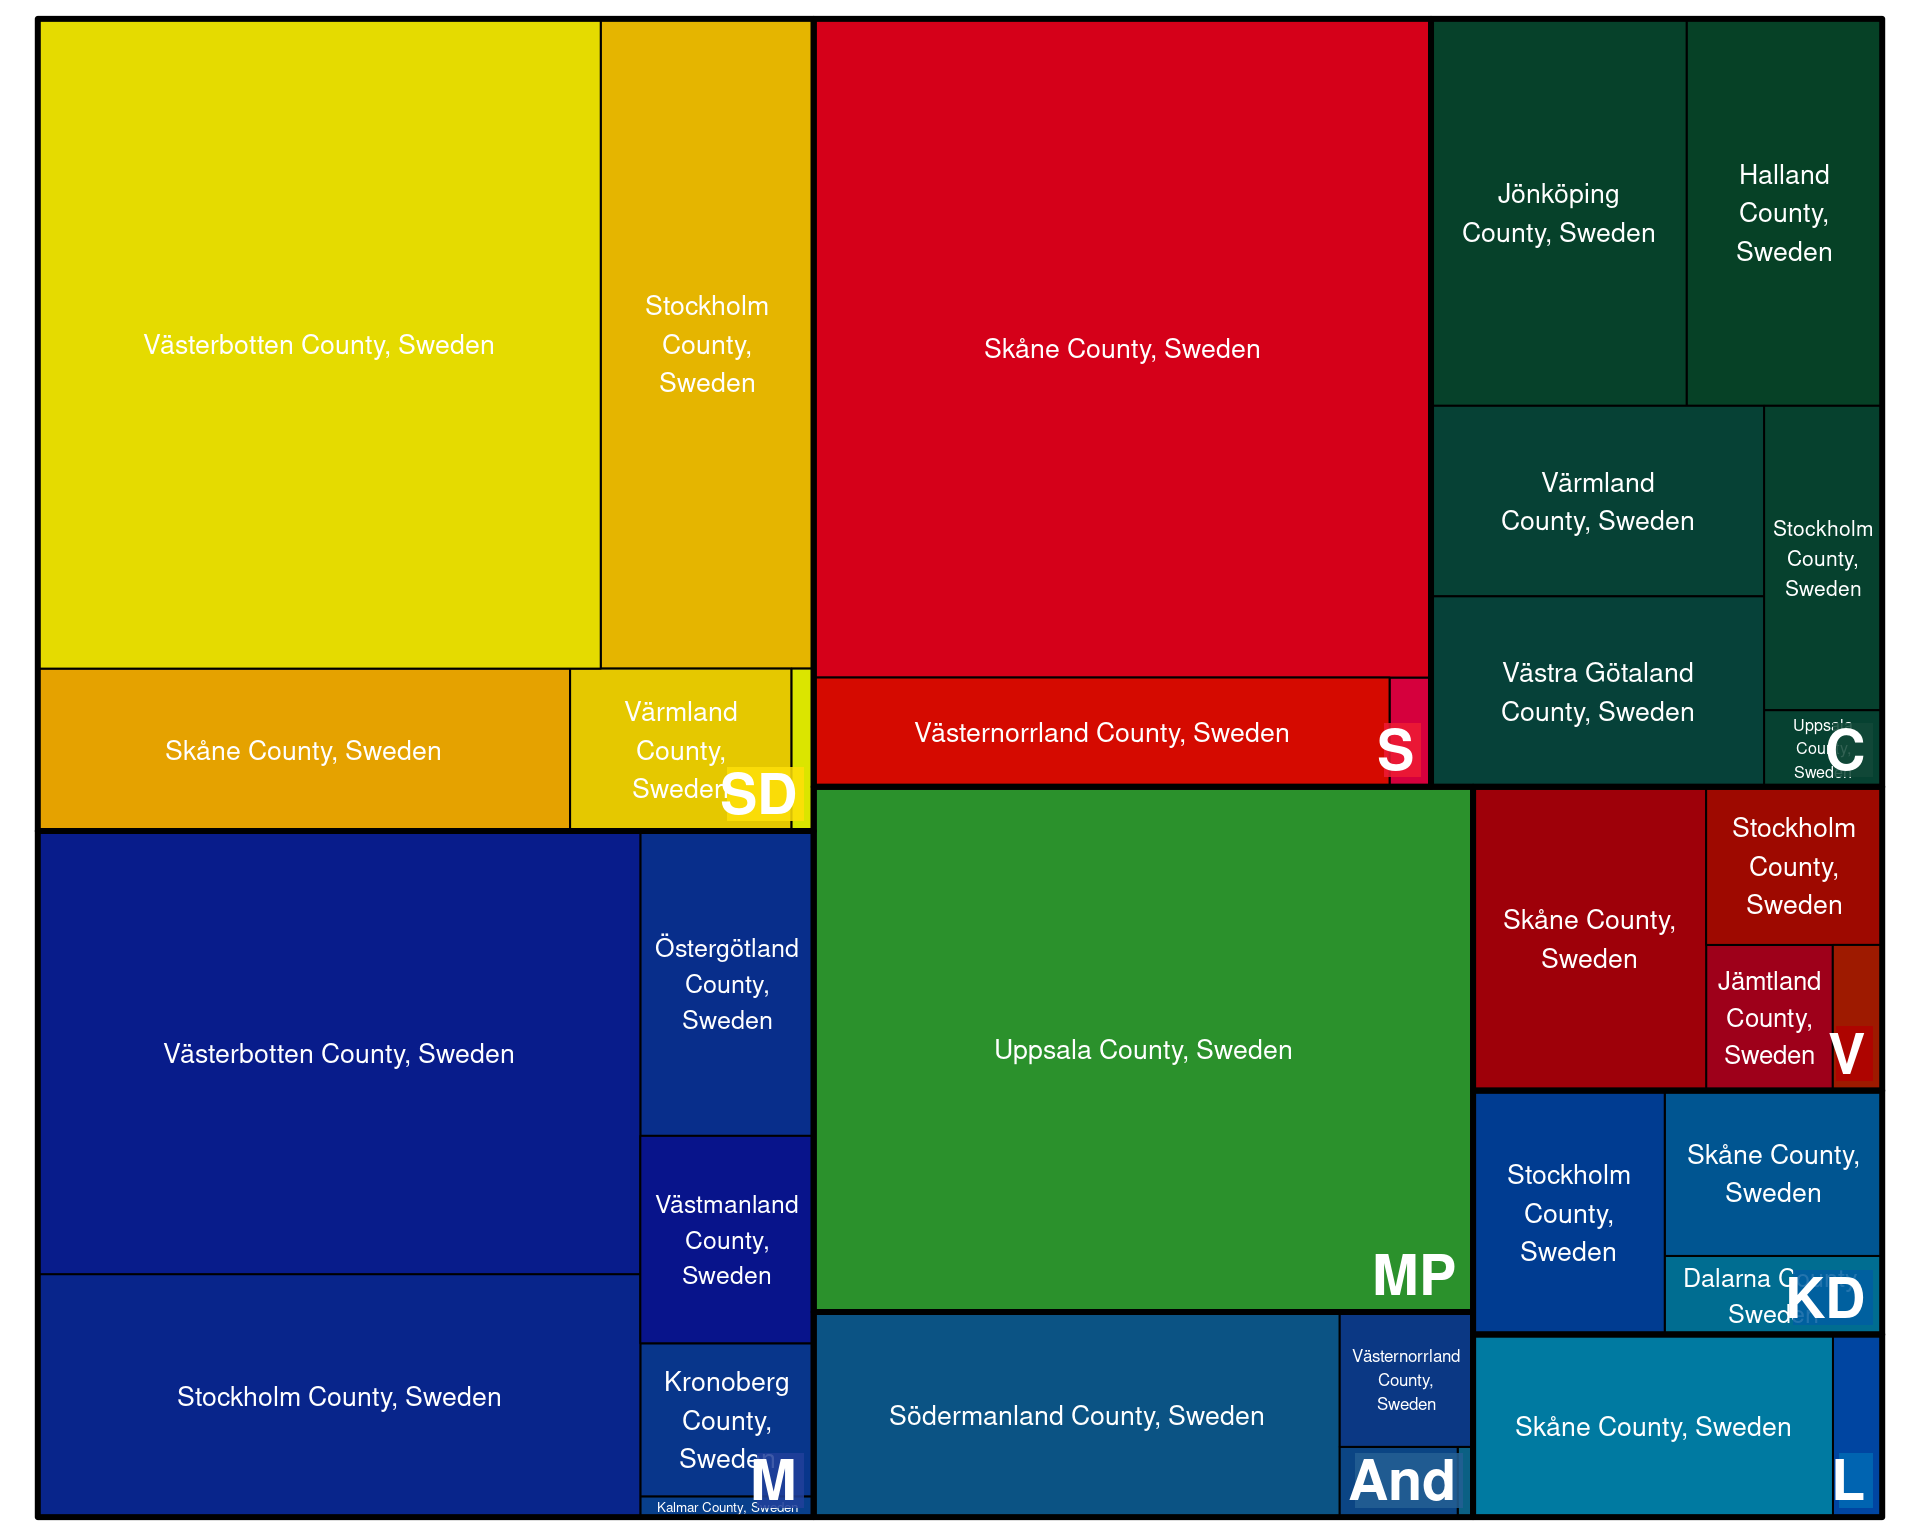 Västerbotten County, Sweden
Stockholm
County,
Sweden
Skåne County, Sweden
Värmland
County,
Sweden
SD
Skåne County, Sweden
Västernorrland County, Sweden
S
Jönköping
County, Sweden
Halland
County,
Sweden
Värmland
County, Sweden
Stockholm
County,
Sweden
Västra Götaland
County, Sweden
Uppsala
County,
Sweden
C
Västerbotten County, Sweden
Östergötland
County,
Sweden
Västmanland
County,
Sweden
Stockholm County, Sweden
Kronoberg
County,
Sweden
Kalmar County, Sweden
M
Uppsala County, Sweden
MP
Skåne County,
Sweden
Stockholm
County,
Sweden
Jämtland
County,
Sweden
V
Stockholm
County,
Sweden
Skåne County,
Sweden
Dalarna County,
Sweden
KD
Södermanland County, Sweden
Västernorrland
County,
Sweden
And
Skåne County, Sweden
L